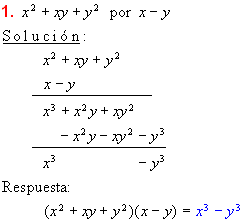 1. x² + xy + y² por x − y
Solución:
x² + xy + y²
x − y
x³ + x²y + xy²
− x²y − xy² − y³
x³ − y³
Respuesta:
(x² + xy + y²)(x − y) = x³ − y³